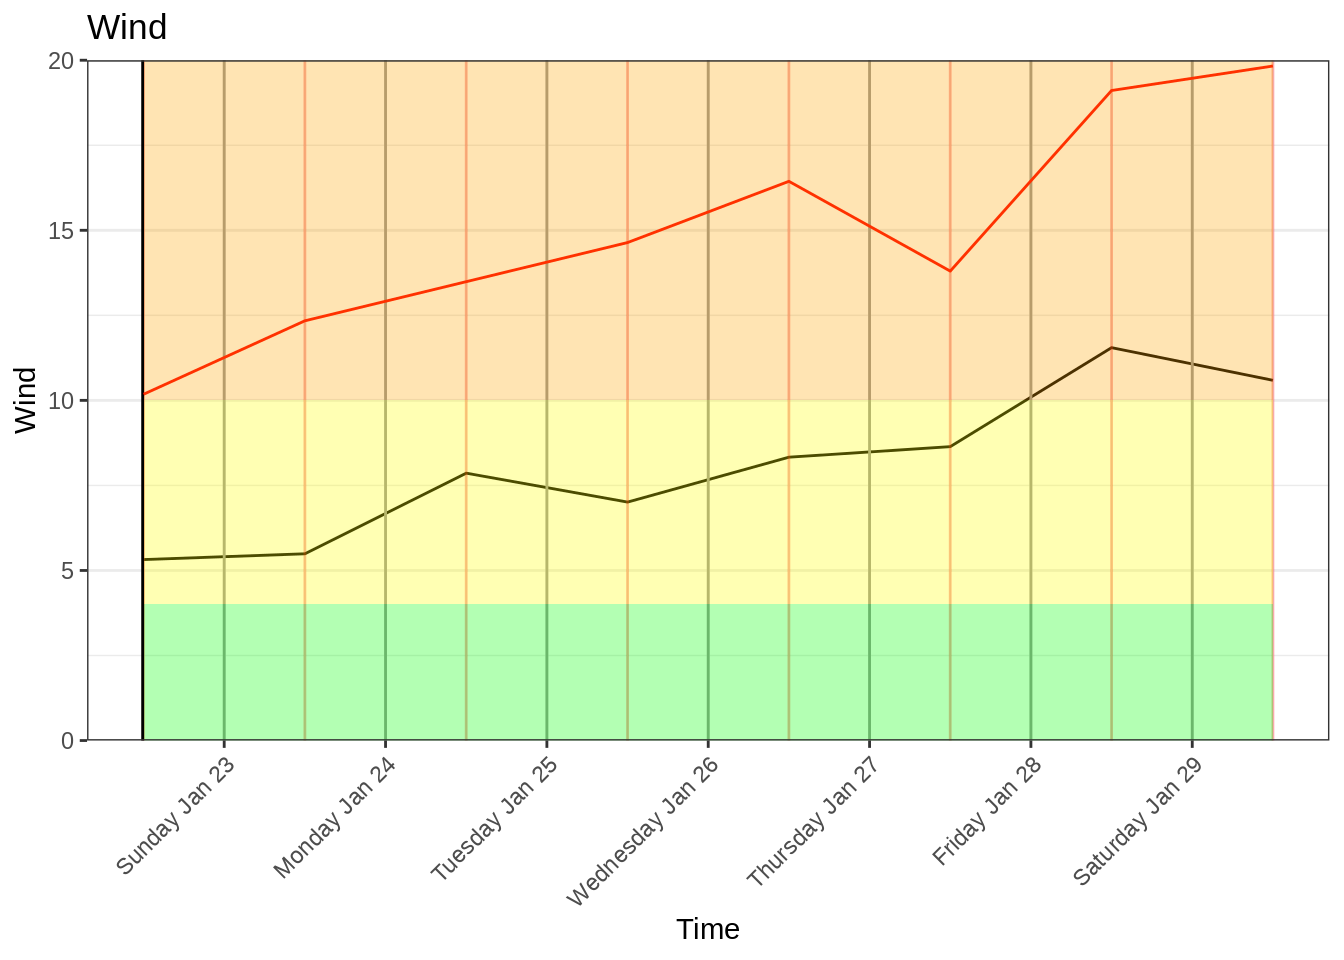 Wind
20
15
10
5
0
Wind
Sunday Jan 23
Monday Jan 24
Tuesday Jan 25
Wednesday Jan 26
Thursday Jan 27
Friday Jan 28
Saturday Jan 29
Time